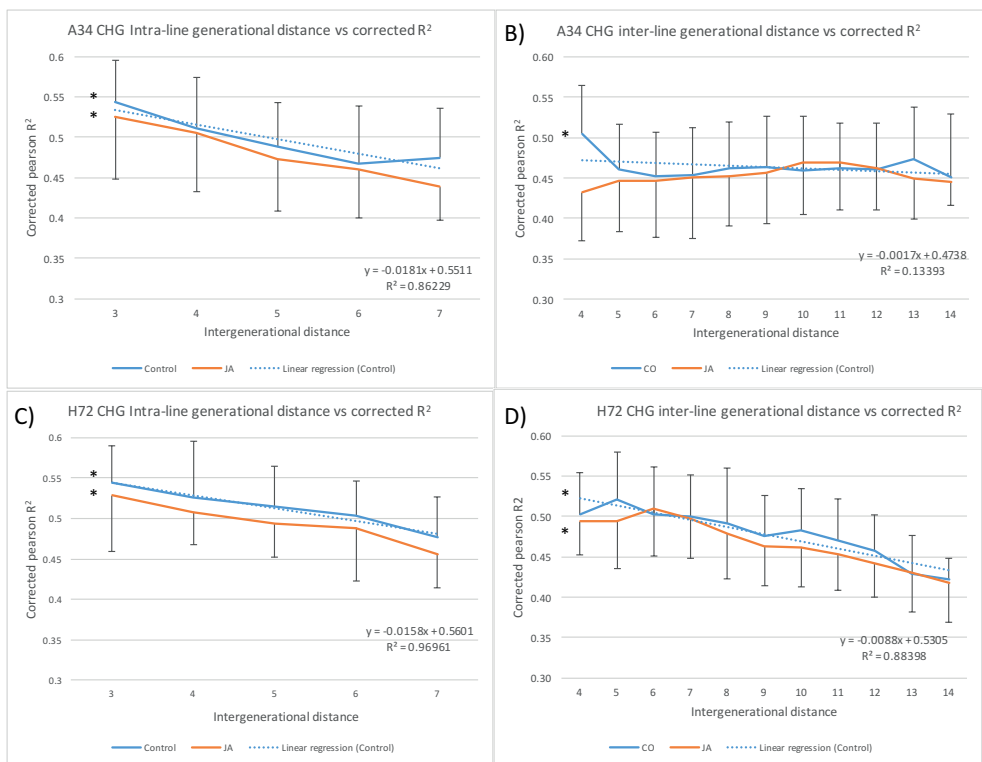 A34 CHG Intra-line generational distance vs corrected R²
0.6
0.55
0.5
0.45
0.4
0.35
0.3
Corrected pearson R²
*
*
y = -0.0181x + 0.5511
R² = 0.86229
3 4 5 6 7
Intergenerational distance
Control JA Linear regression (Control)
B)
A34 CHG inter-line generational distance vs corrected R²
0.60
0.55
0.50
0.45
0.40
0.35
0.30
Corrected pearson R²
*
y = -0.0017x + 0.4738
R² = 0.13393
4 5 6 7 8 9 10 11 12 13 14
Intergenerational distance
CO JA Linear regression (Control)
C)
H72 CHG Intra-line generational distance vs corrected R²
0.6
0.55
0.5
0.45
0.4
0.35
0.3
Corrected pearson R²
*
*
y = -0.0158x + 0.5601
R² = 0.96961
3 4 5 6 7
Intergenerational distance
Control JA Linear regression (Control)
D)
H72 CHG inter-line generational distance vs corrected R²
0.60
0.55
0.50
0.45
0.40
0.35
0.30
Corrected pearson R2
*
*
y = -0.0088x + 0.5305
R² = 0.88398
4 5 6 7 8 9 10 11 12 13 14
Intergenerational distance
CO JA Linear regression (Control)